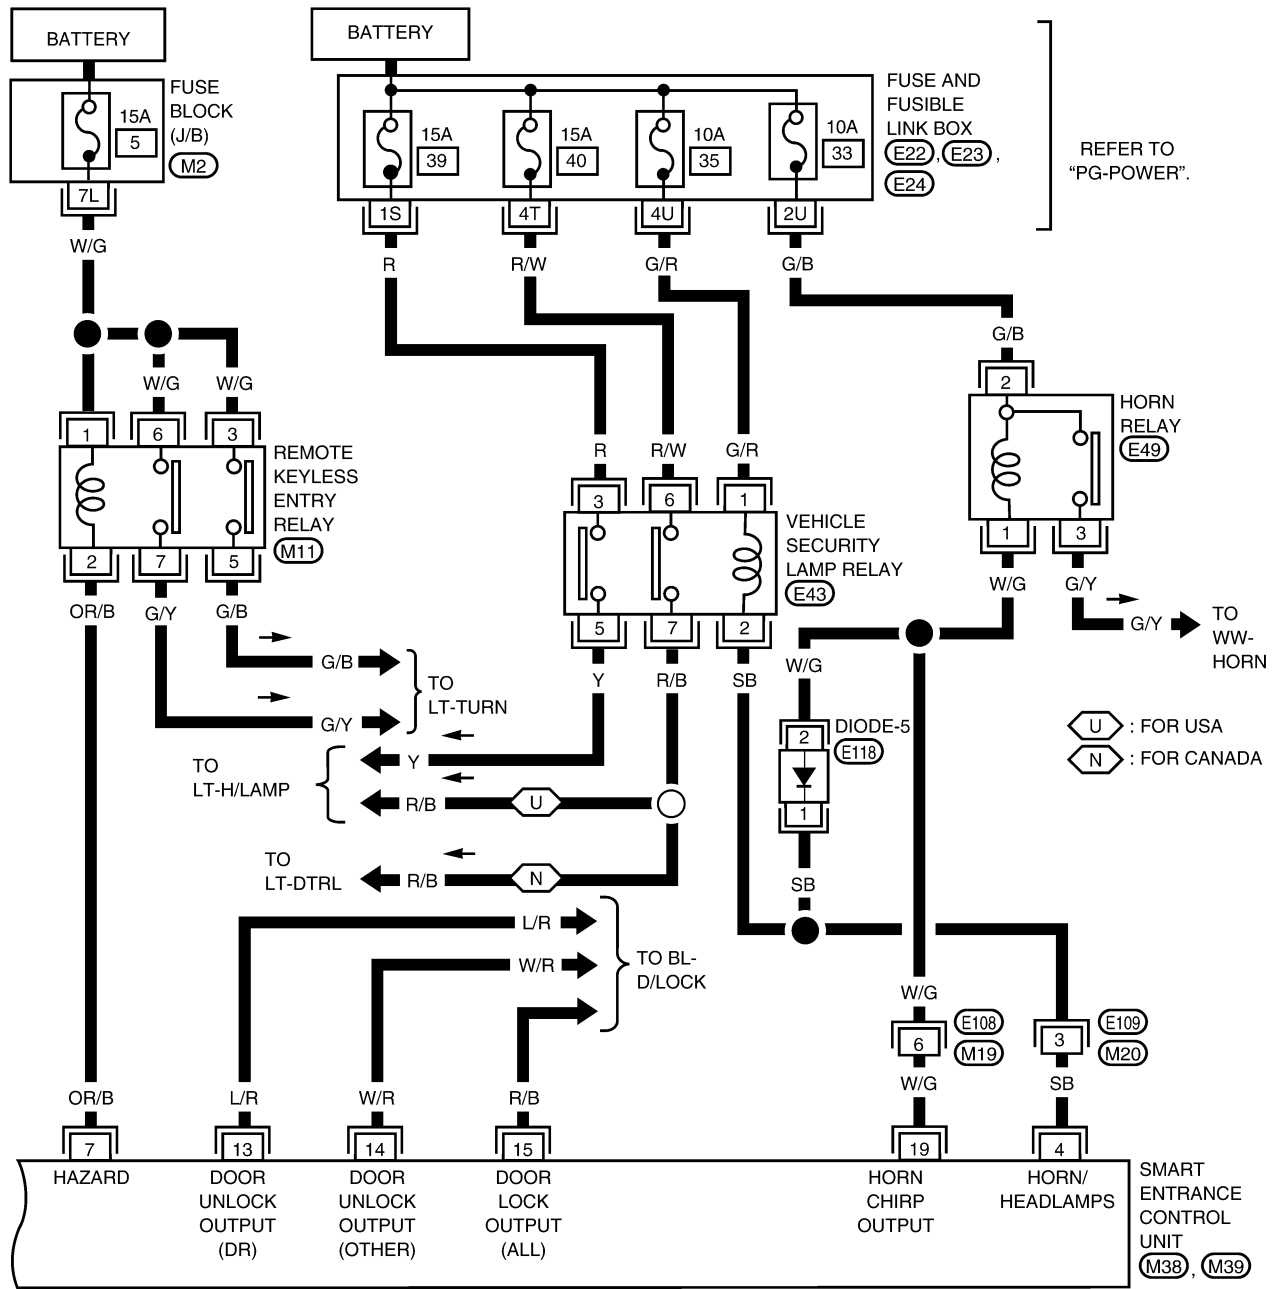 BATTERY
BATTERY
FUSE
BLOCK
(J/B)
M2
15A
5
7L
W/G
15A
39
15A
40
10A
35
10A
33
FUSE AND
FUSIBLE
LINK BOX
E22 , E23 ,
E24
REFER TO
“PG-POWER”.
1S
4T
4U
2U
R
R/W
G/R
G/B
G/B
W/G
W/G
1
6
3
REMOTE
KEYLESS
ENTRY
RELAY
M11
2
7
5
OR/B
G/Y
G/B
R
R/W
G/R
3
6
1
VEHICLE
SECURITY
LAMP RELAY
E43
5
7
2
Y
R/B
SB
2
HORN
RELAY
E49
1
3
W/G
G/Y
G/Y
TO
WW-
HORN
G/B
G/Y
TO
LT-TURN
W/G
2
DIODE-5
E118
1
SB
U : FOR USA
N : FOR CANADA
TO
LT-H/LAMP
Y
R/B
U
TO
LT-DTRL
R/B
N
L/R
W/R
TO BL-
D/LOCK
W/G
6
E108
M19
W/G
3
E109
M20
SB
OR/B
L/R
W/R
R/B
7
13
14
15
19
4
HAZARD
DOOR
UNLOCK
OUTPUT
(DR)
DOOR
UNLOCK
OUTPUT
(OTHER)
DOOR
LOCK
OUTPUT
(ALL)
HORN
CHIRP
OUTPUT
HORN/
HEADLAMPS
SMART
ENTRANCE
CONTROL
UNIT
M38 , M39